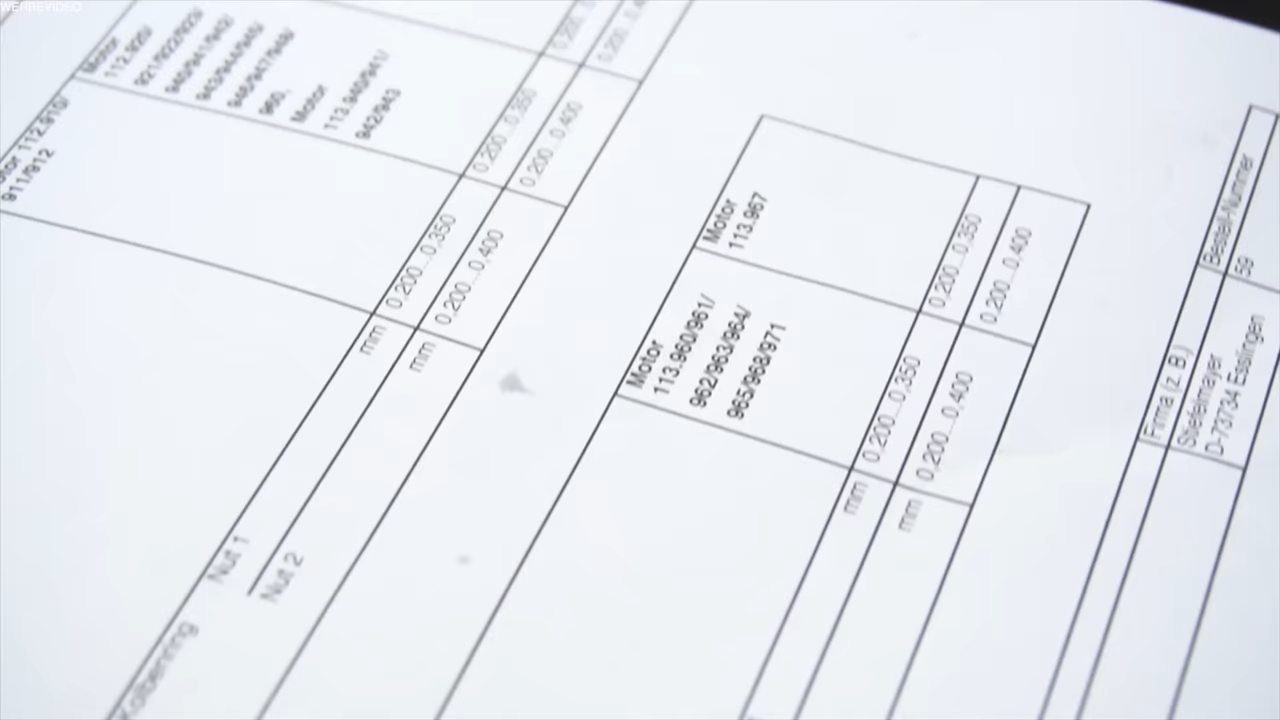 WERBEVIDEO
Motor 112.910/
911/912
Motor
112.920/
921/922/923/
940/941/942/
943/944/945/
946/947/949/
960,
Motor
113.940/941/
942/943
Kolbenring
Nut 1
mm
0,200...0,350
0,200...0,350
Nut 2
mm
0,200...0,400
0,200...0,400
Motor
113.960/961/
962/963/964/
965/968/971
Motor
113.967
mm
0,200...0,350
0,200...0,350
mm
0,200...0,400
0,200...0,400
Firma (z. B.)
Bestell-Nummer
Stiefelmayer
D-73734 Esslingen
59